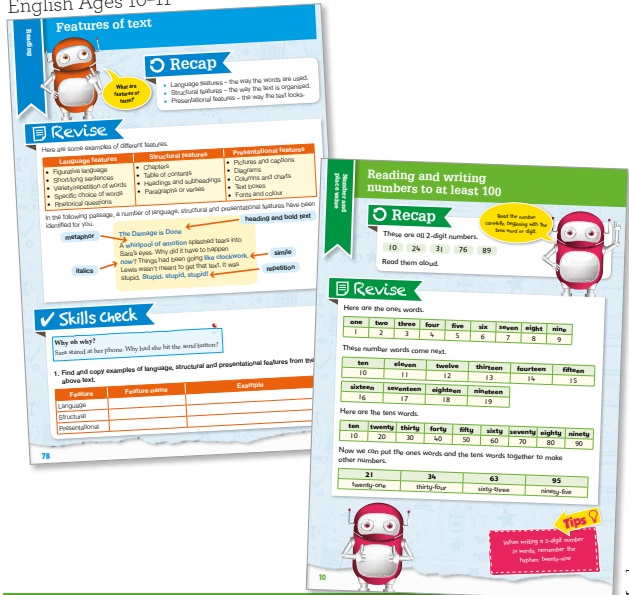 English Ages 10–11
Reading
Features of text
What are
features of
texts?
Recap
• Language features – the way the words are used.
• Structural features – the way the text is organised.
• Presentational features – the way the text looks.
Revise
Here are some examples of different features.
Language features Structural features Presentational features
• Figurative language • Chapters • Pictures and captions
• Short/long sentences • Table of contents • Diagrams
• Variety/repetition of words • Headings and subheadings • Columns and charts
• Specific choice of words • Paragraphs or verses • Text boxes
• Rhetorical questions • Fonts and colour
In the following passage, a number of language, structural and presentational features have been
identified for you.
heading and bold text
metaphor
The Damage is Done
A whirlpool of emotion splashed tears into
Sara's eyes. Why did it have to happen
now? Things had been going like clockwork.
Lewis wasn't meant to get that text. It was
stupid. Stupid, stupid, stupid!
simile
italics
repetition
Skills check
Why oh why?
Sara stared at her phone. Why had she hit the send button?
1. Find and copy examples of language, structural and presentational features from the
above text.
Feature Feature name Example
Language
Structural
Presentational
78
Number and
place value
Reading and writing
numbers to at least 100
Recap
These are all 2-digit numbers.
10 24 31 76 89
Read them aloud.
Read the number
carefully, beginning with the
tens word or digit.
Revise
Here are the ones words.
one two three four five six seven eight nine
1 2 3 4 5 6 7 8 9
These number words come next.
ten eleven twelve thirteen fourteen fifteen
10 11 12 13 14 15
sixteen seventeen eighteen nineteen
16 17 18 19
Here are the tens words.
ten twenty thirty forty fifty sixty seventy eighty ninety
10 20 30 40 50 60 70 80 90
Now we can put the ones words and the tens words together to make
other numbers.
21 34 63 95
twenty-one thirty-four sixty-three ninety-five
Tips
When writing a 2-digit number
in words, remember the
hyphen: twenty-nine
10